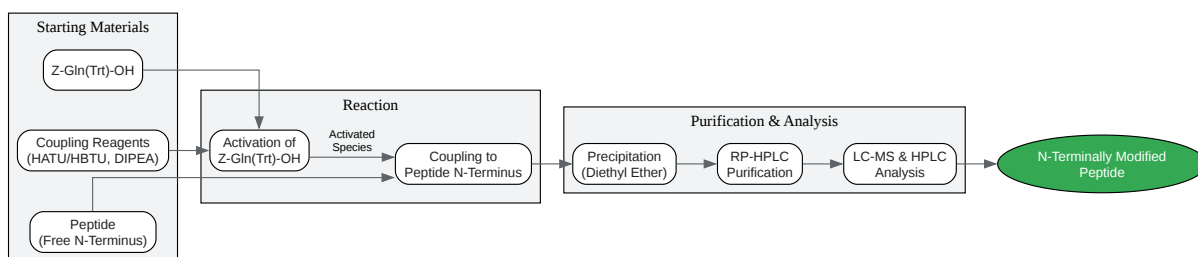 Starting Materials
Z-Gln(Trt)-OH
Coupling Reagents
(HATU/HBTU, DIPEA)
Peptide
(Free N-Terminus)
Reaction
Activation of
Z-Gln(Trt)-OH
Activated
Species
Coupling to
Peptide N-Terminus
Purification & Analysis
Precipitation
(Diethyl Ether)
RP-HPLC
Purification
LC-MS & HPLC
Analysis
N-Terminally Modified
Peptide